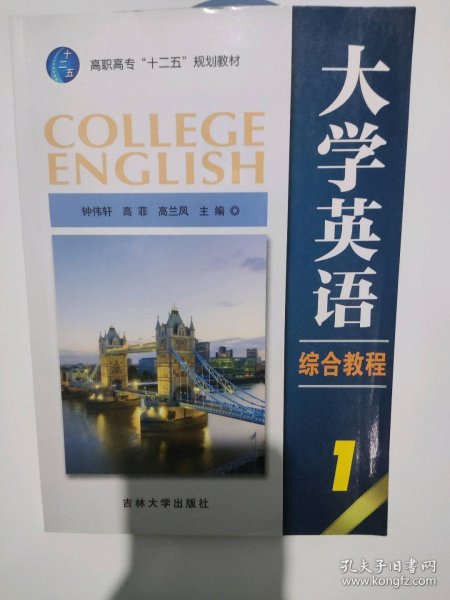 十二五
高职高专“十二五”规划教材
COLLEGE
ENGLISH
钟伟轩 高菲 高兰凤 主编◎
大学英语
综合教程
1
吉林大学出版社
孔夫子旧书网
www.kongfz.com